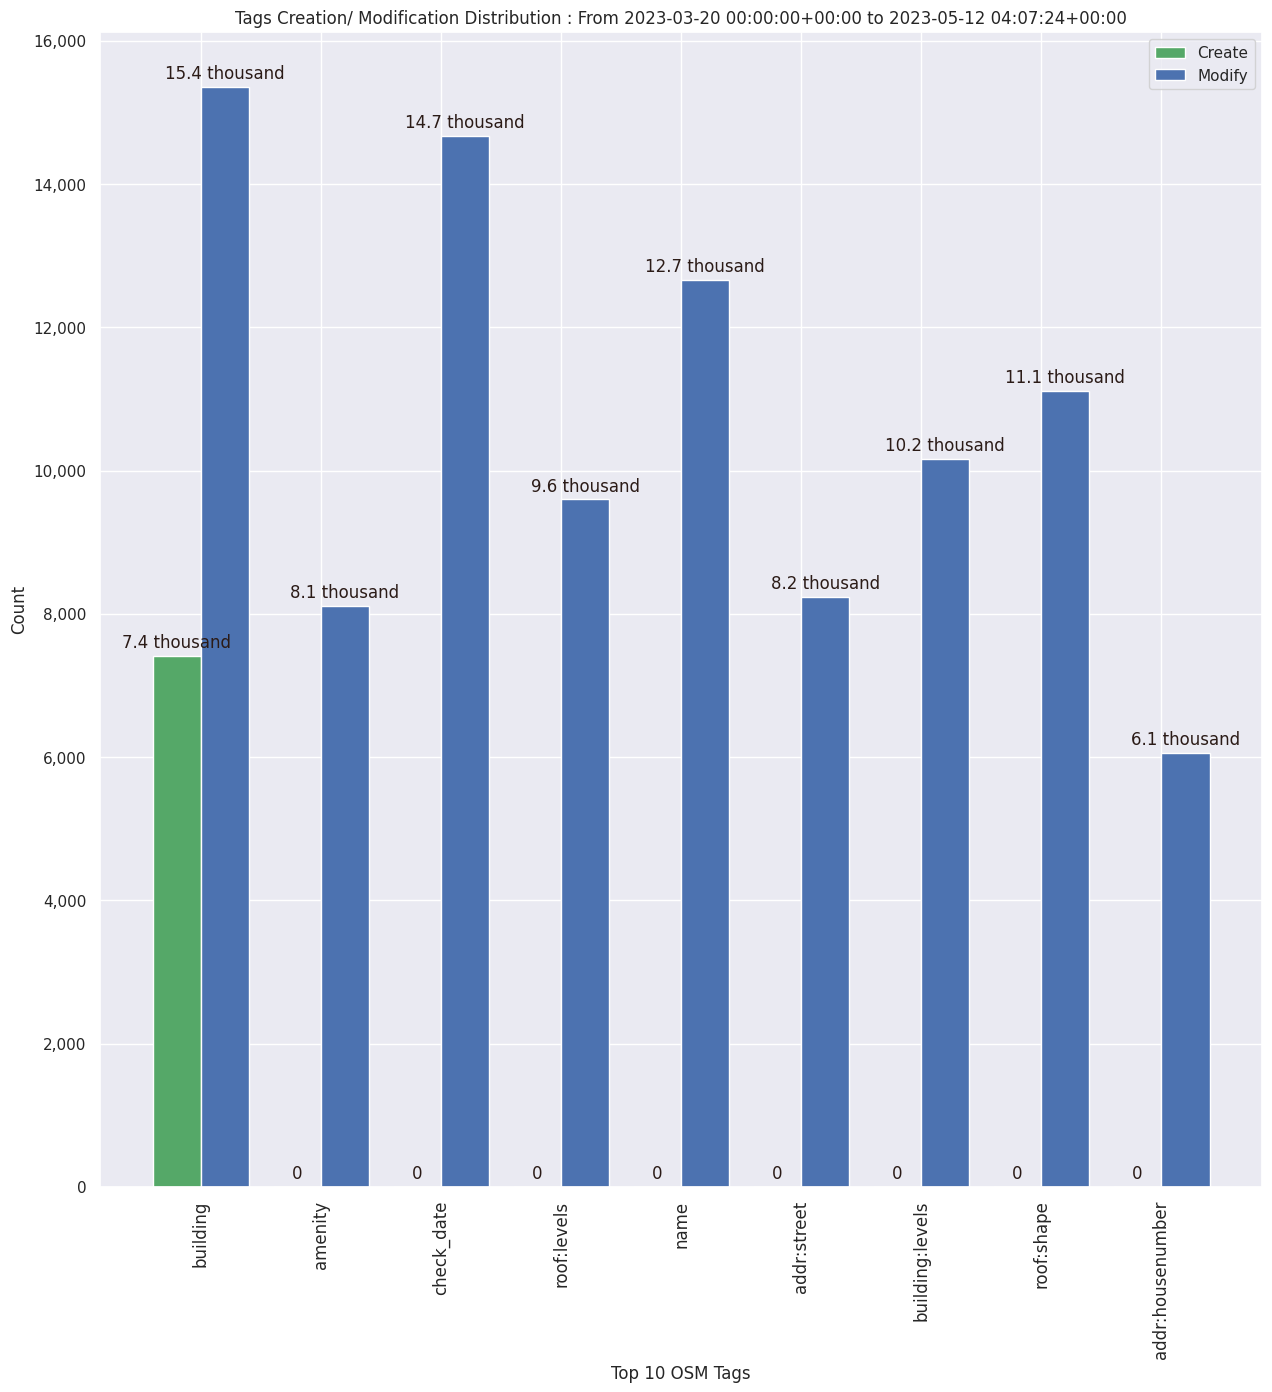 Tags Creation/ Modification Distribution : From 2023-03-20 00:00:00+00:00 to 2023-05-12 04:07:24+00:00
Create
Modify
Count
16,000
14,000
12,000
10,000
8,000
6,000
4,000
2,000
0
7.4 thousand
15.4 thousand
0
8.1 thousand
0
14.7 thousand
0
9.6 thousand
0
12.7 thousand
0
8.2 thousand
0
10.2 thousand
0
11.1 thousand
0
6.1 thousand
building
amenity
check_date
roof:levels
name
addr:street
building:levels
roof:shape
addr:housenumber
Top 10 OSM Tags